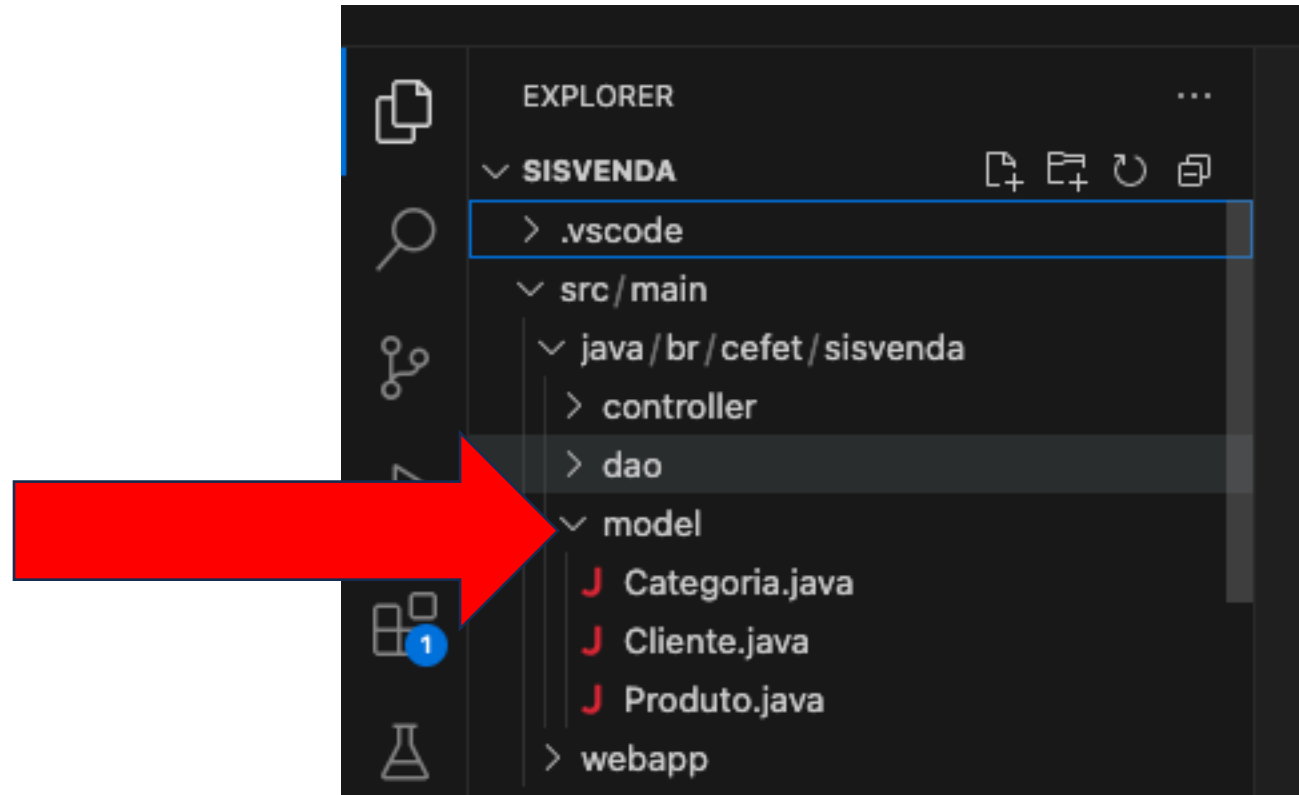 EXPLORER
SISVENDA
.vscode
src/main
java/br/cefet/sisvenda
controller
dao
model
J Categoria.java
1
J Cliente.java
J Produto.java
webapp